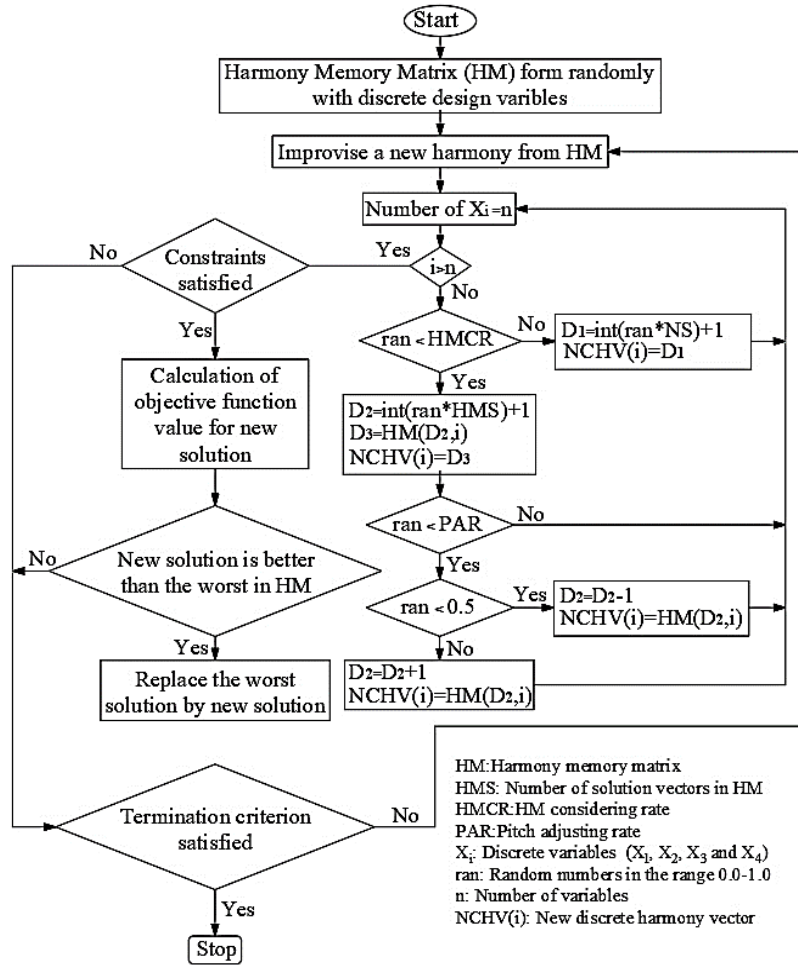 Start
Harmony Memory Matrix (HM) form randomly
with discrete design varibles
Improvise a new harmony from HM
Number of Xi=n
i>n
Yes
No
Constraints
satisfied
No
Yes
ran < HMCR
No
Yes
D1=int(ran*NS)+1
NCHV(i)=D1
Calculation of
objective function
value for new
solution
D2=int(ran*HMS)+1
D3=HM(D2,i)
NCHV(i)=D3
ran < PAR
No
Yes
New solution is better
than the worst in HM
No
Yes
ran < 0.5
Yes
No
D2=D2-1
NCHV(i)=HM(D2,i)
Replace the worst
solution by new solution
D2=D2+1
NCHV(i)=HM(D2,i)
Termination criterion
satisfied
No
Yes
Stop
HM:Harmony memory matrix
HMS: Number of solution vectors in HM
HMCR:HM considering rate
PAR:Pitch adjusting rate
Xi: Discrete variables (X1, X2, X3 and X4)
ran: Random numbers in the range 0.0-1.0
n: Number of variables
NCHV(i): New discrete harmony vector